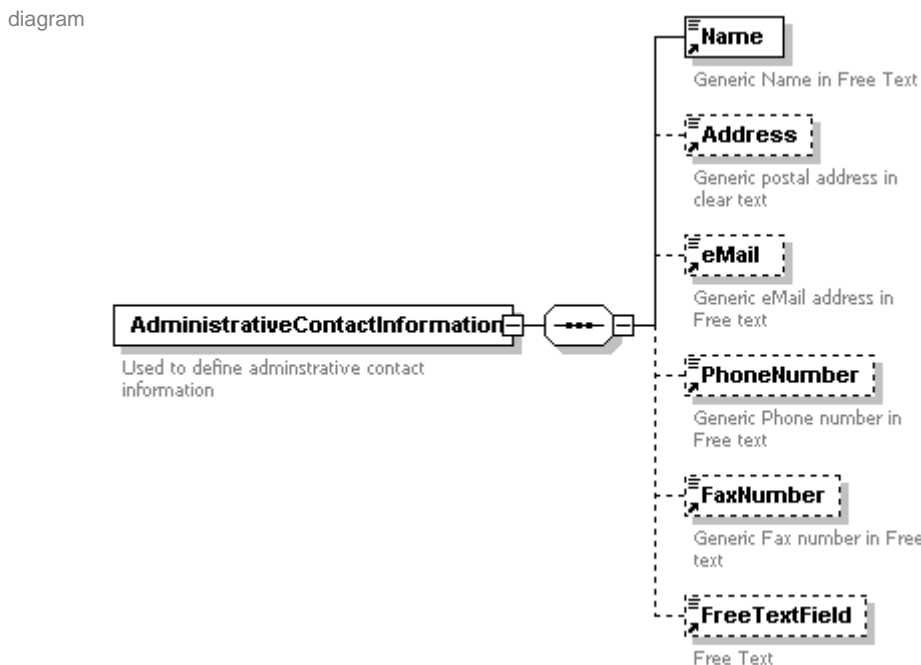 diagram
Name
Generic Name in Free Text
Address
Generic postal address in
clear text
eMail
Generic eMail address in
Free text
AdministrativeContactInformation
Used to define adminstrative contact
information
PhoneNumber
Generic Phone number in
Free text
FaxNumber
Generic Fax number in Free
text
FreeTextField
Free Text